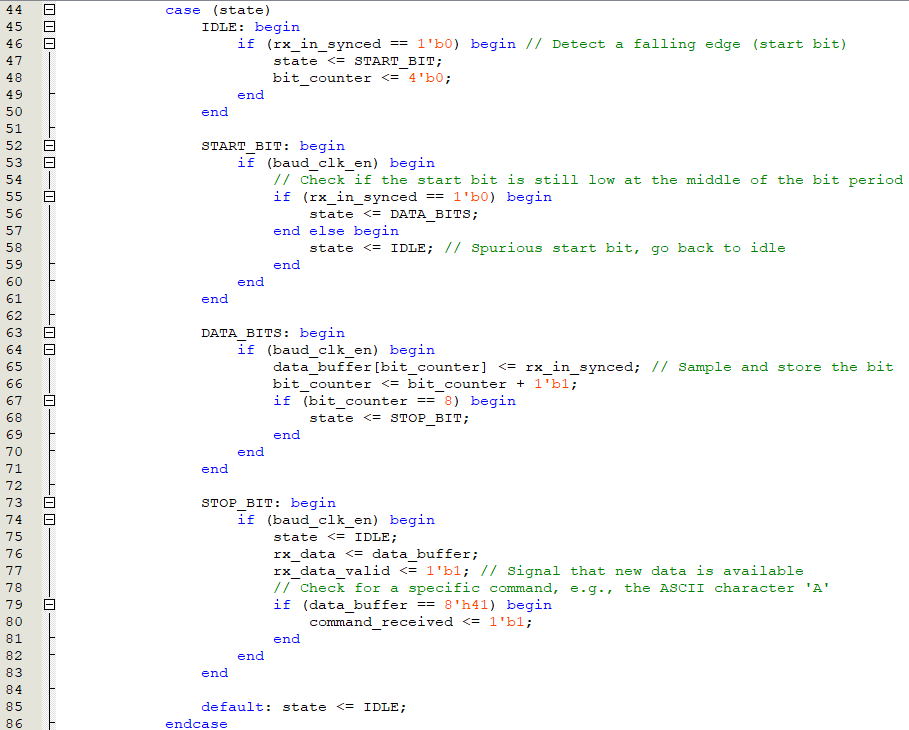 44 case (state)
45 IDLE: begin
46 if (rx_in_synced == 1'b0) begin // Detect a falling edge (start bit)
47 state <= START_BIT;
48 bit_counter <= 4'b0;
49 end
50 end
51
52 START_BIT: begin
53 if (baud_clk_en) begin
54 // Check if the start bit is still low at the middle of the bit period
55 if (rx_in_synced == 1'b0) begin
56 state <= DATA_BITS;
57 end else begin
58 state <= IDLE; // Spurious start bit, go back to idle
59 end
60 end
61 end
62
63 DATA_BITS: begin
64 if (baud_clk_en) begin
65 data_buffer[bit_counter] <= rx_in_synced; // Sample and store the bit
66 bit_counter <= bit_counter + 1'b1;
67 if (bit_counter == 8) begin
68 state <= STOP_BIT;
69 end
70 end
71 end
72
73 STOP_BIT: begin
74 if (baud_clk_en) begin
75 state <= IDLE;
76 rx_data <= data_buffer;
77 rx_data_valid <= 1'b1; // Signal that new data is available
78 // Check for a specific command, e.g., the ASCII character 'A'
79 if (data_buffer == 8'h41) begin
80 command_received <= 1'b1;
81 end
82 end
83 end
84
85 default: state <= IDLE;
86 endcase